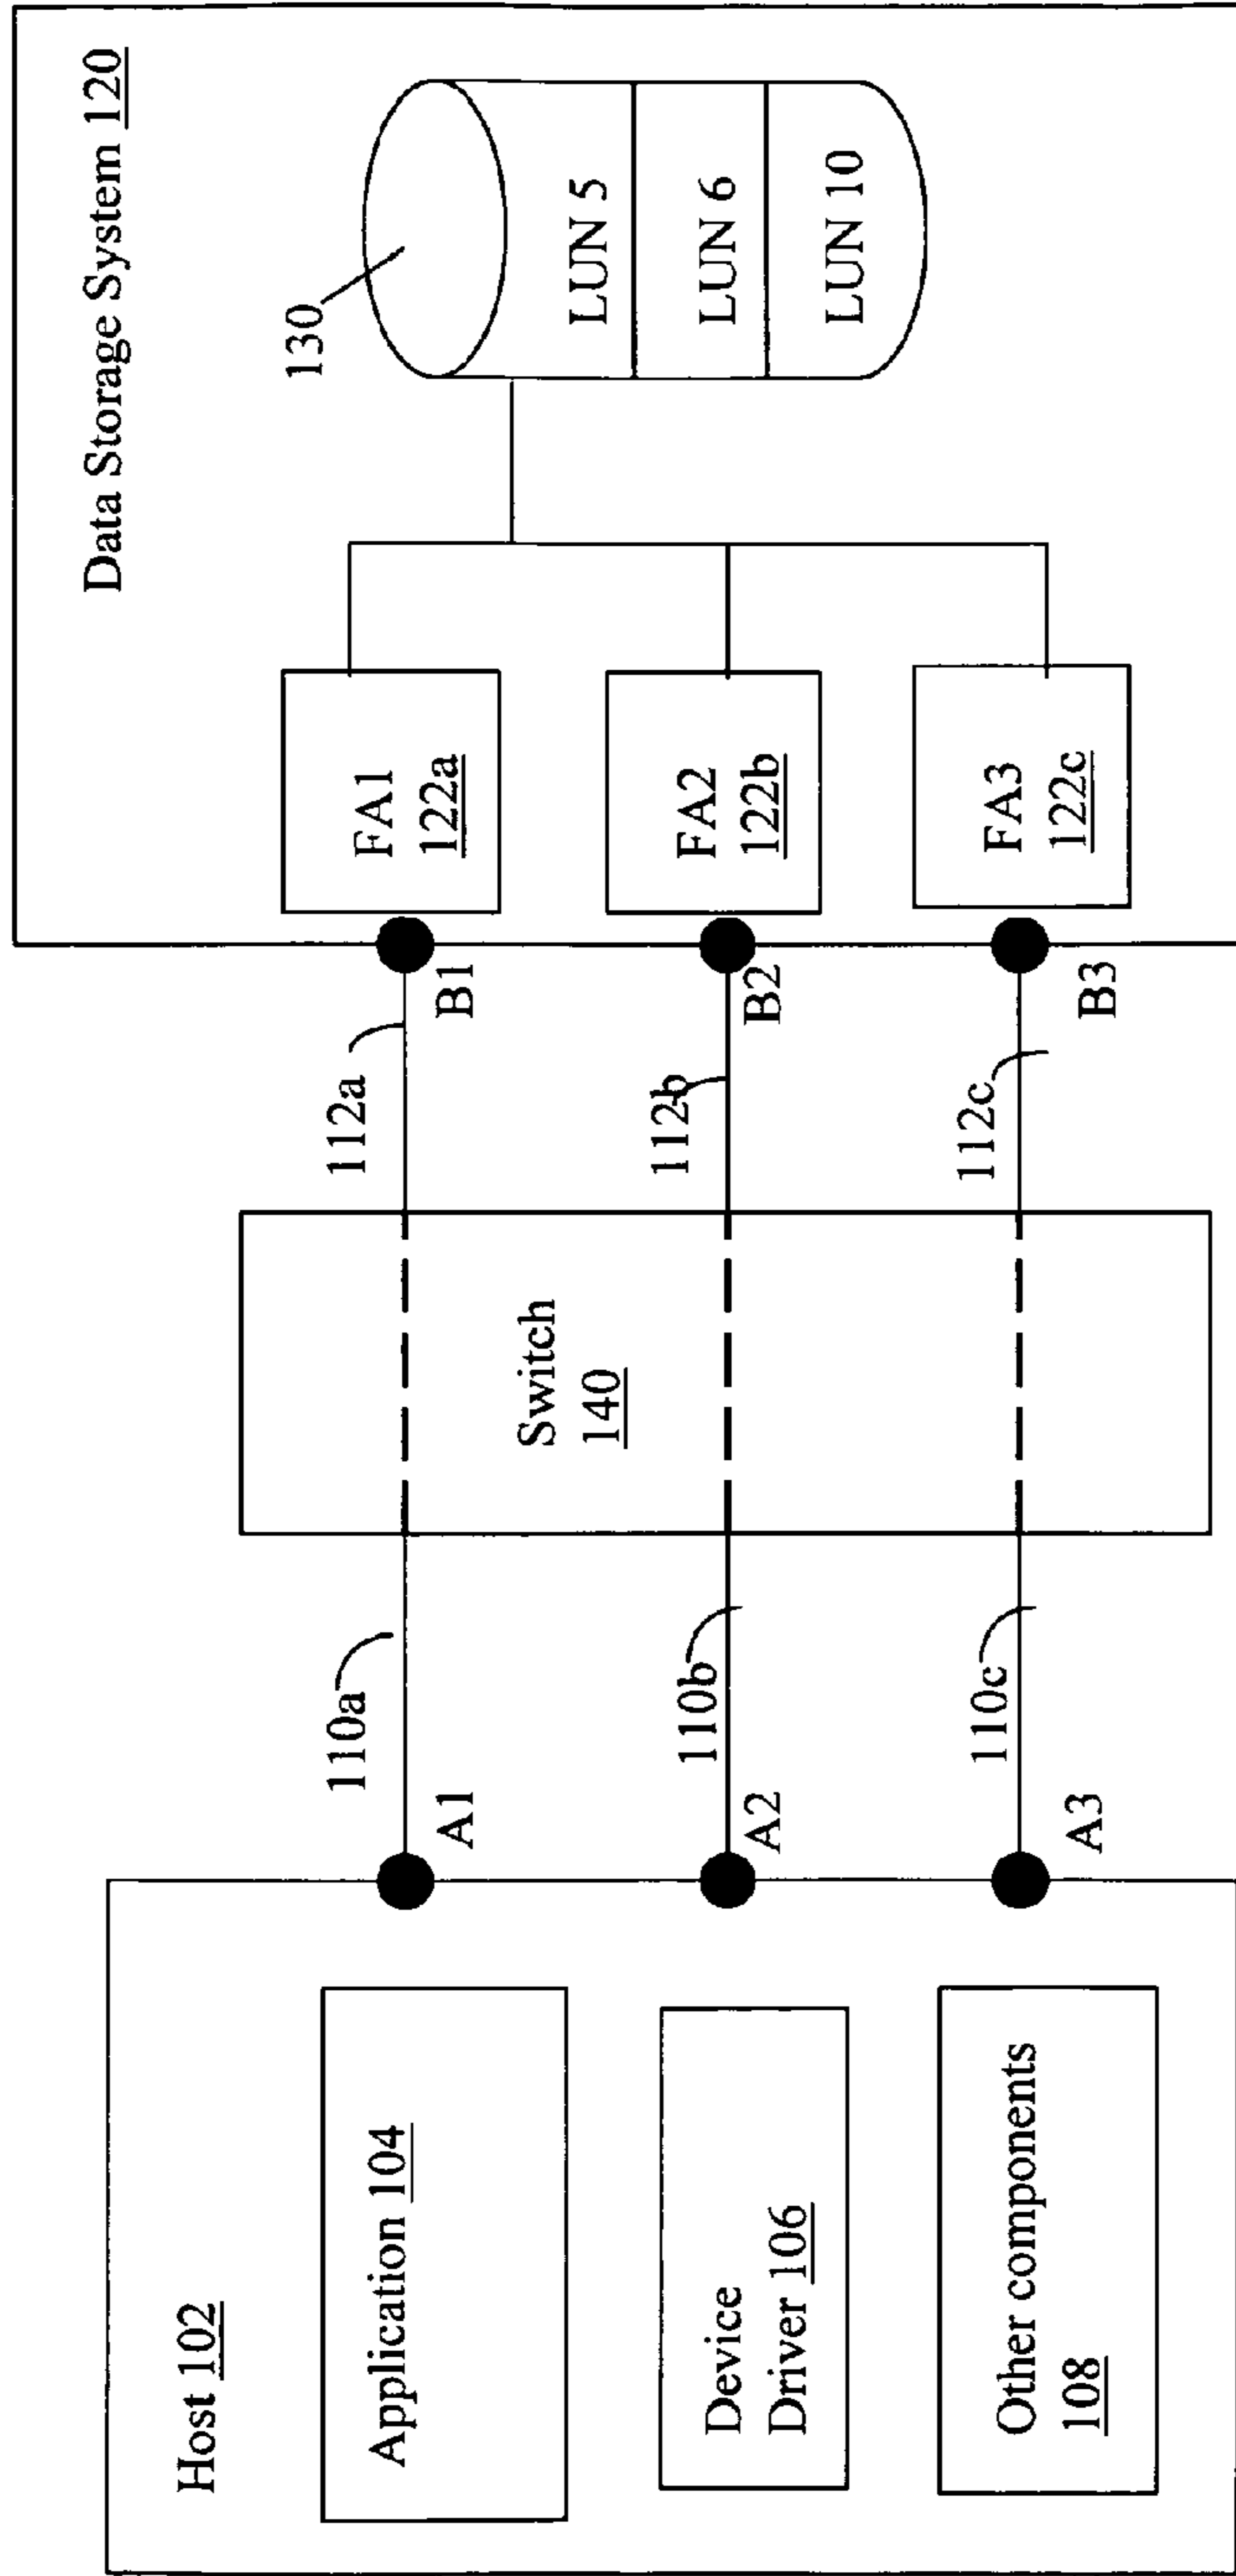 Host 102
Application 104
Device
Driver 106
Other components
108
A1
A2
A3
110a
110b
110c
Switch
140
112a
112b
112c
B1
B2
B3
Data Storage System 120
FA1
122a
FA2
122b
FA3
122c
130
LUN 5
LUN 6
LUN 10